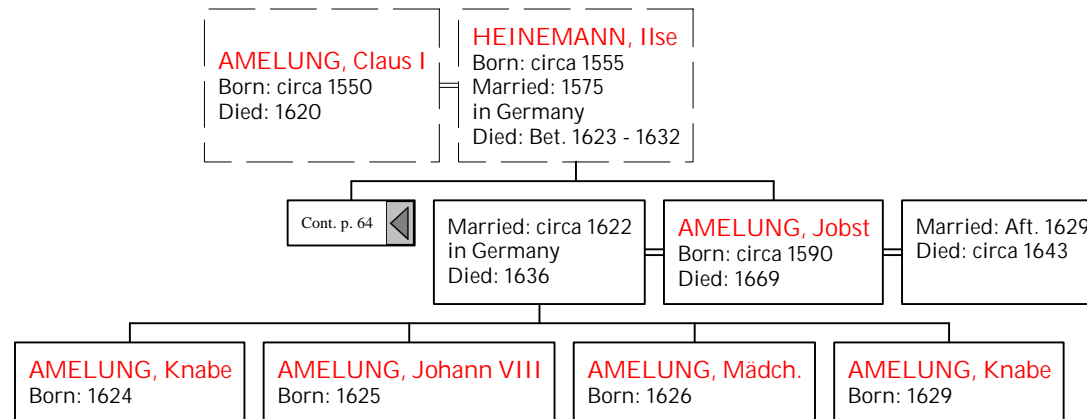 AMELUNG, Claus I
Born: circa 1550
Died: 1620
HEINEMANN, Ilse
Born: circa 1555
Married: 1575
in Germany
Died: Bet. 1623 - 1632
Cont. p. 64
Married: circa 1622
in Germany
Died: 1636
AMELUNG, Jobst
Born: circa 1590
Died: 1669
Married: Aft. 1629
Died: circa 1643
AMELUNG, Knabe
Born: 1624
AMELUNG, Johann VIII
Born: 1625
AMELUNG, Mädch.
Born: 1626
AMELUNG, Knabe
Born: 1629